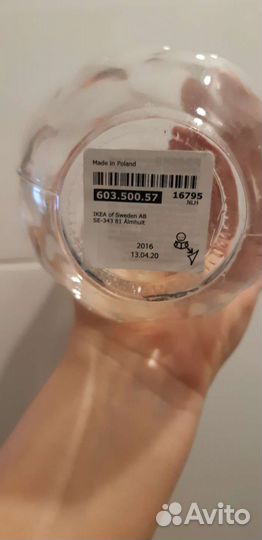 Made in Poland
603.500.57 16795
NLH
IKEA of Sweden AB
SE-343 81 Älmhult
2016
13.04.20
Avito